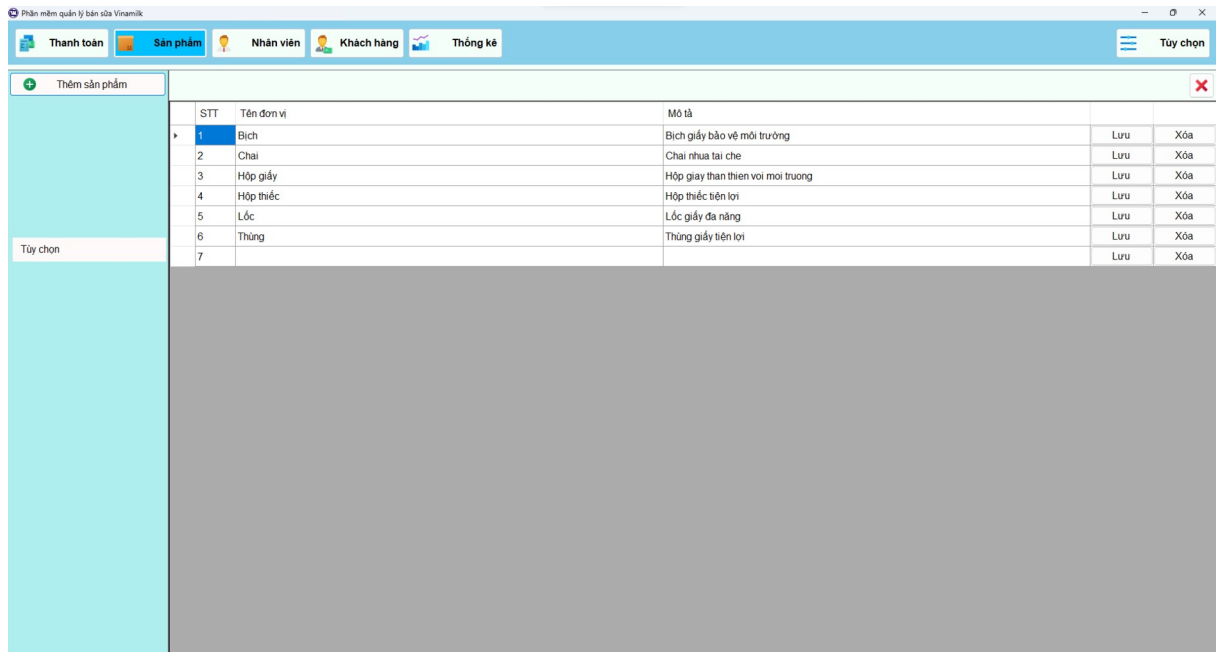 Phần mềm quản lý bán sữa Vinamilk
Thanh toán Sản phẩm Nhân viên Khách hàng Thống kê Tùy chọn
Thêm sản phẩm
STT Tên đơn vị Mô tả
1 Bịch Bịch giấy bảo vệ môi trường Lưu Xóa
2 Chai Chai nhua tai che Lưu Xóa
3 Hộp giấy Hộp giay than thien voi moi truong Lưu Xóa
4 Hộp thiếc Hộp thiếc tiện lợi Lưu Xóa
5 Lốc Lốc giấy đa năng Lưu Xóa
6 Thùng Thùng giấy tiện lợi Lưu Xóa
Tùy chọn
7 Lưu Xóa